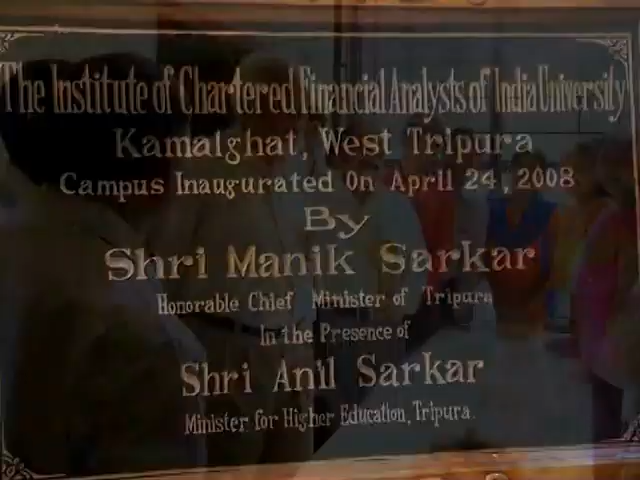 The Institute of Chartered Financial Analysts of India University
Kamalghat, West Tripura
Campus Inaugurated On April 24, 2008
By
Shri Manik Sarkar
Honorable Chief Minister of Tripura
In the Presence of
Shri Anil Sarkar
Minister for Higher Education, Tripura.